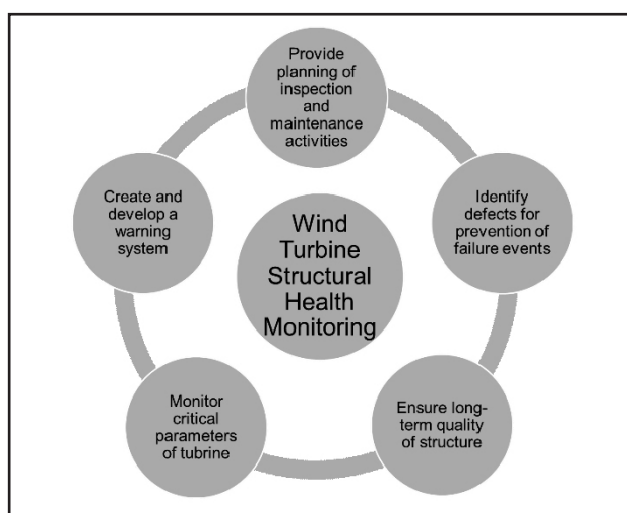 Provide
planning of
inspection
and
maintenance
activities
Identify
defects for
prevention of
failure events
Ensure long-
term quality
of structure
Monitor
critical
parameters
of tubrine
Create and
develop a
warning
system
Wind
Turbine
Structural
Health
Monitoring